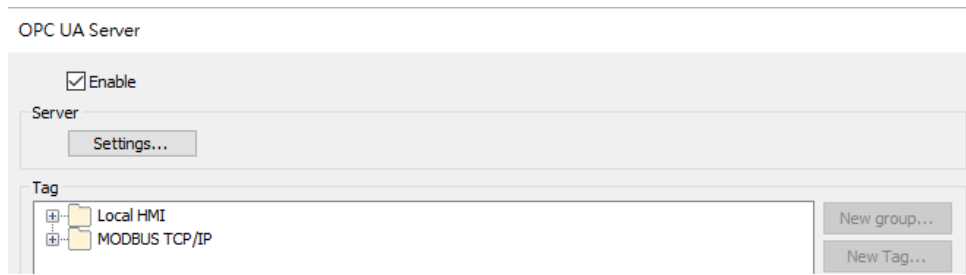 OPC UA Server
Enable
Server
Settings...
Tag
Local HMI
New group...
MODBUS TCP/IP
New Tag...